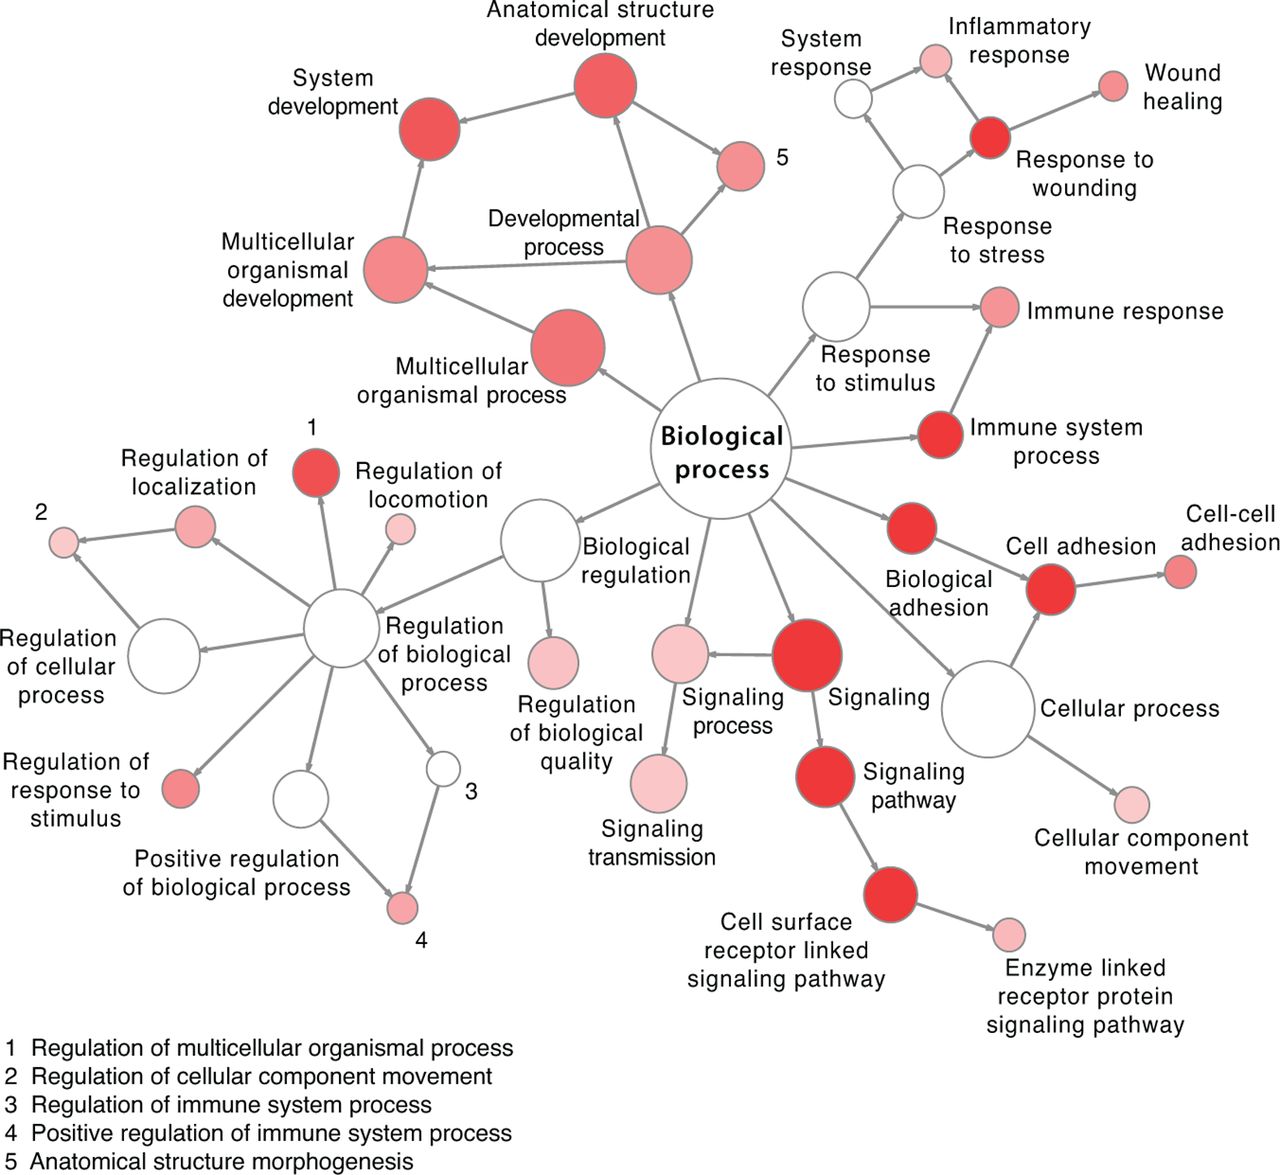 Anatomical structure
development
System
development
5
Developmental
process
Multicellular
organismal
development
Multicellular
organismal process
System
response
Inflammatory
response
Wound
healing
Response to
wounding
Response
to stress
Immune response
Response
to stimulus
Immune system
process
Biological
process
1
Regulation of
localization
Regulation of
locomotion
2
Biological
regulation
Regulation
of cellular
process
Regulation
of biological
process
Regulation
of biological
quality
Regulation of
response to
stimulus
3
Positive regulation
of biological process
4
Signaling
process
Signaling
Signaling
transmission
Signaling
pathway
Cell surface
receptor linked
signaling pathway
Enzyme linked
receptor protein
signaling pathway
Biological
adhesion
Cell adhesion
Cell-cell
adhesion
Cellular process
Cellular component
movement
1 Regulation of multicellular organismal process
2 Regulation of cellular component movement
3 Regulation of immune system process
4 Positive regulation of immune system process
5 Anatomical structure morphogenesis